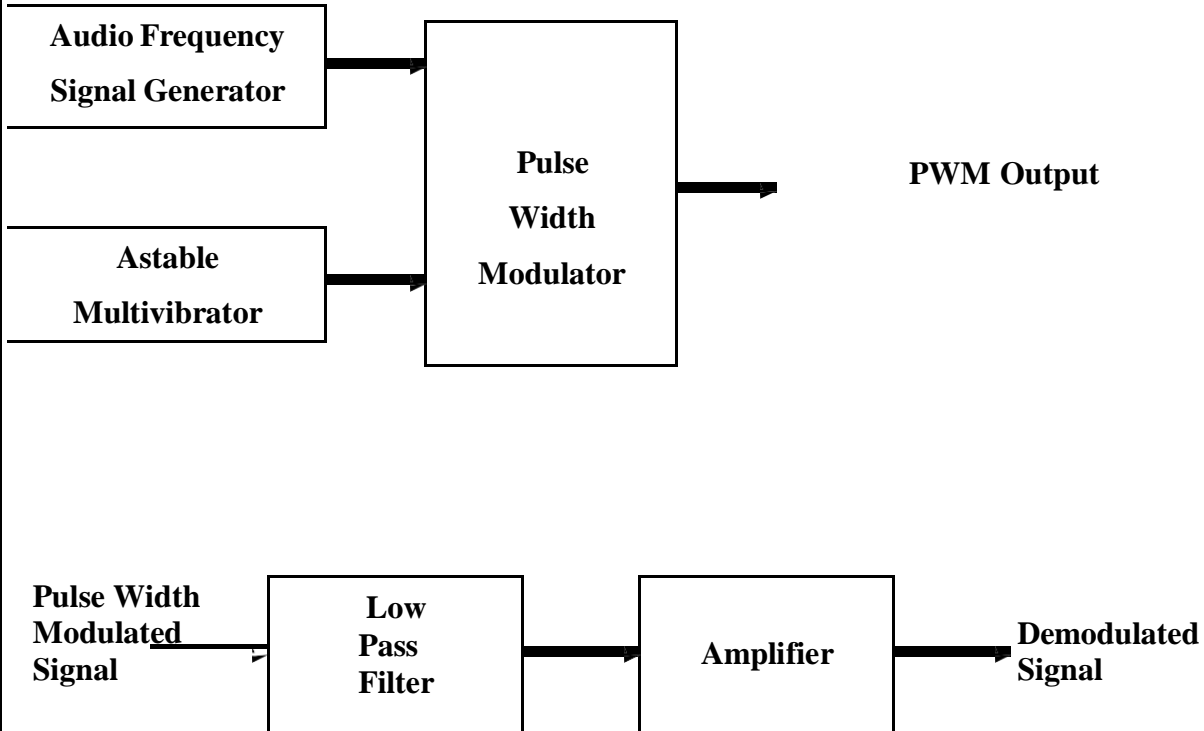 Audio Frequency
Signal Generator
Pulse
Width
Modulator
PWM Output
Astable
Multivibrator
Pulse Width
Modulated
Signal
Low
Pass
Filter
Amplifier
Demodulated
Signal